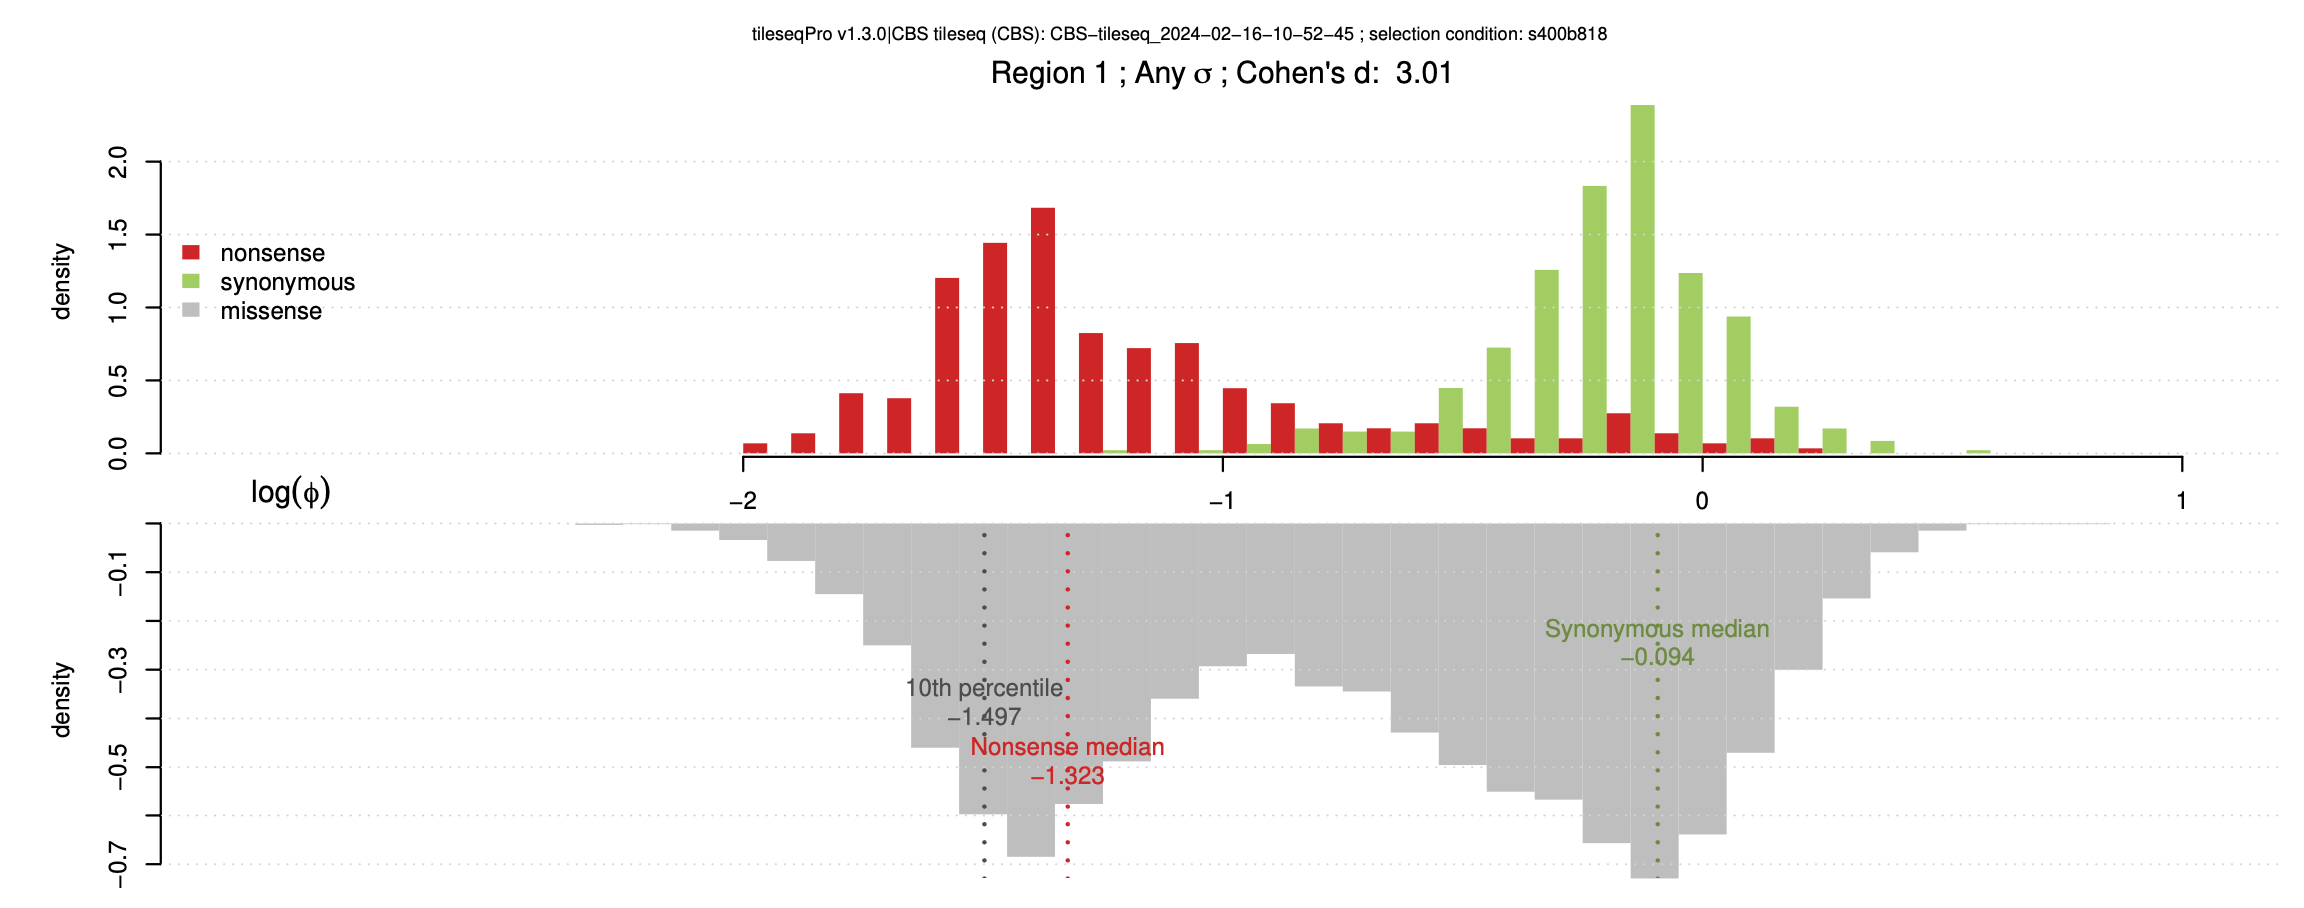 tileseqPro v1.3.0|CBS tileseq (CBS): CBS−tileseq_2024−02−16−10−52−45 ; selection condition: s400b818
Region 1 ; Any σ ; Cohen's d: 3.01
density
2.0
1.5
1.0
0.5
0.0
nonsense
synonymous
missense
log(ϕ)
−2
−1
0
1
density
−0.1
−0.3
−0.5
−0.7
Synonymous median
−0.094
10th percentile
−1.497
Nonsense median
−1.323